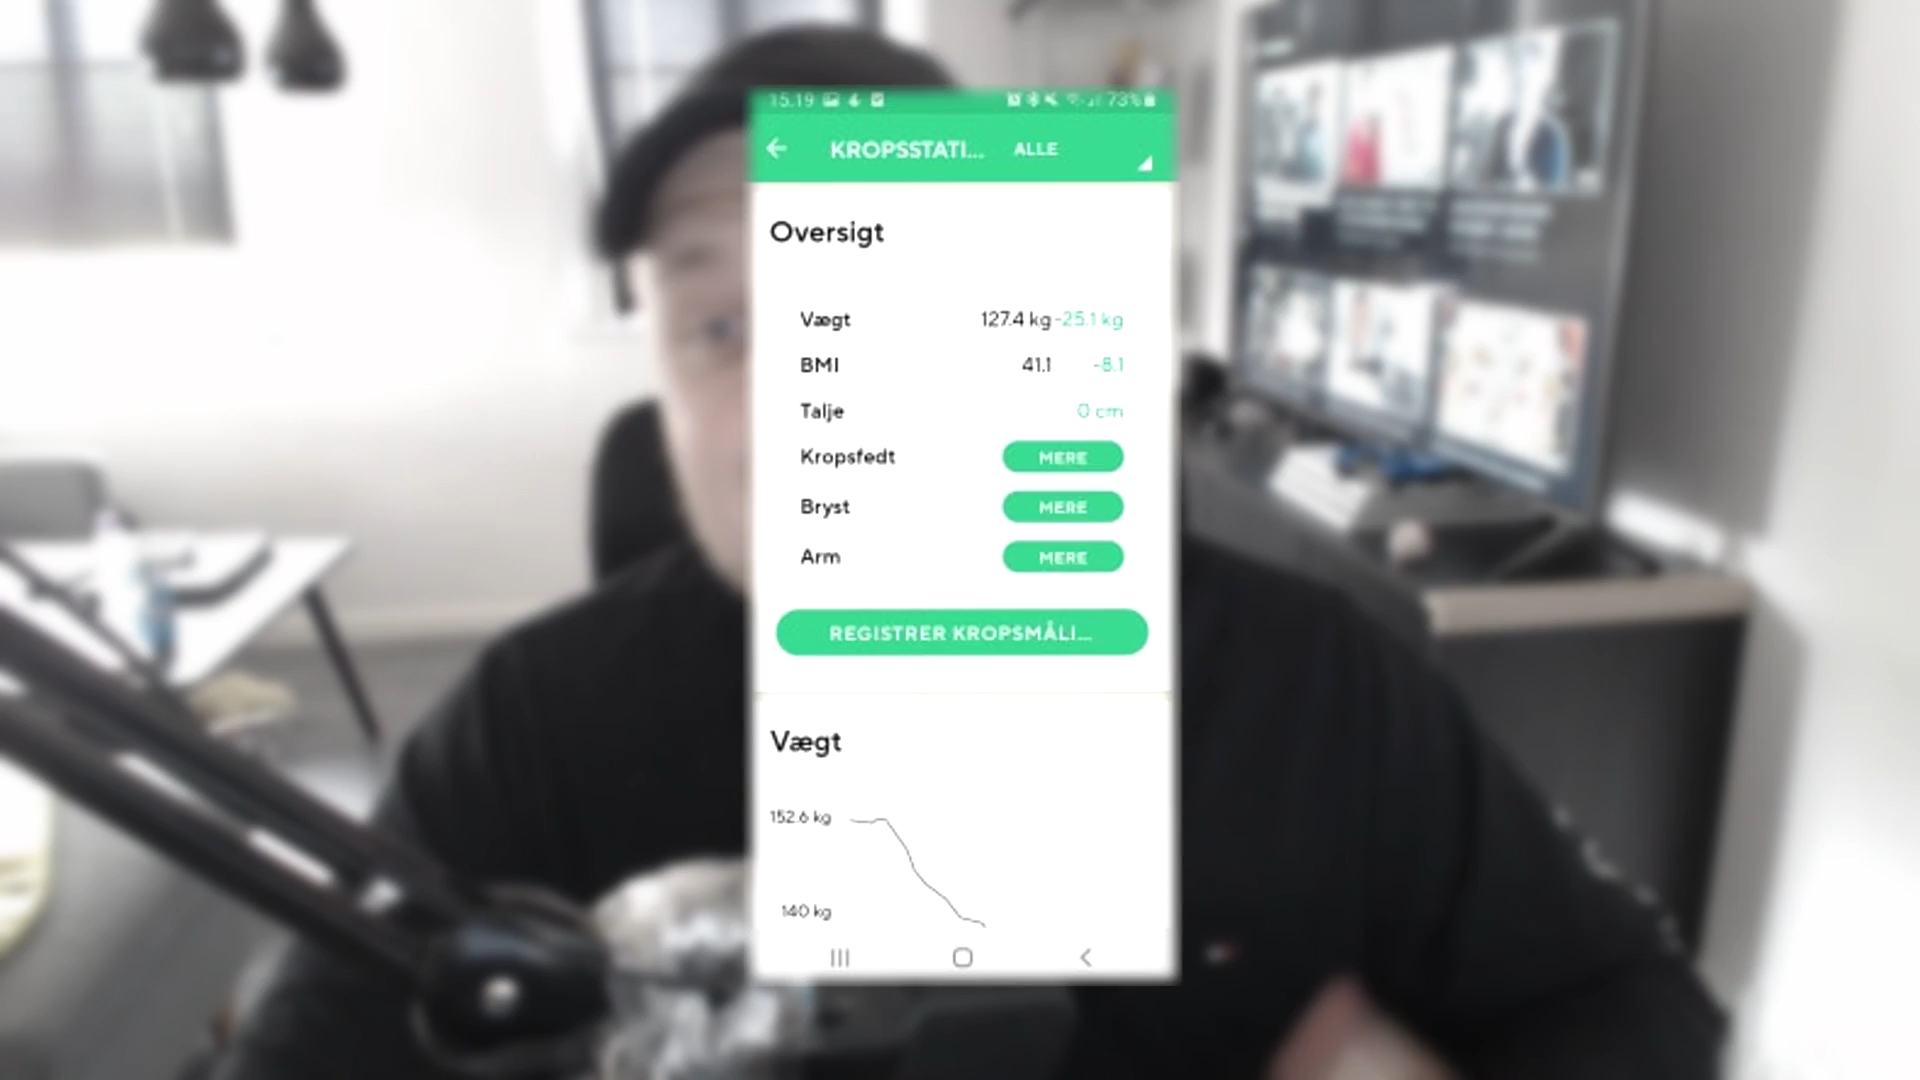 15.19 73%
KROPSSTATI... ALLE
Oversigt
Vægt 127.4 kg -25.1 kg
BMI 41.1 -8.1
Talje 0 cm
Kropsfedt MERE
Bryst MERE
Arm MERE
REGISTRER KROPSMÅLI...
Vægt
152.6 kg
140 kg